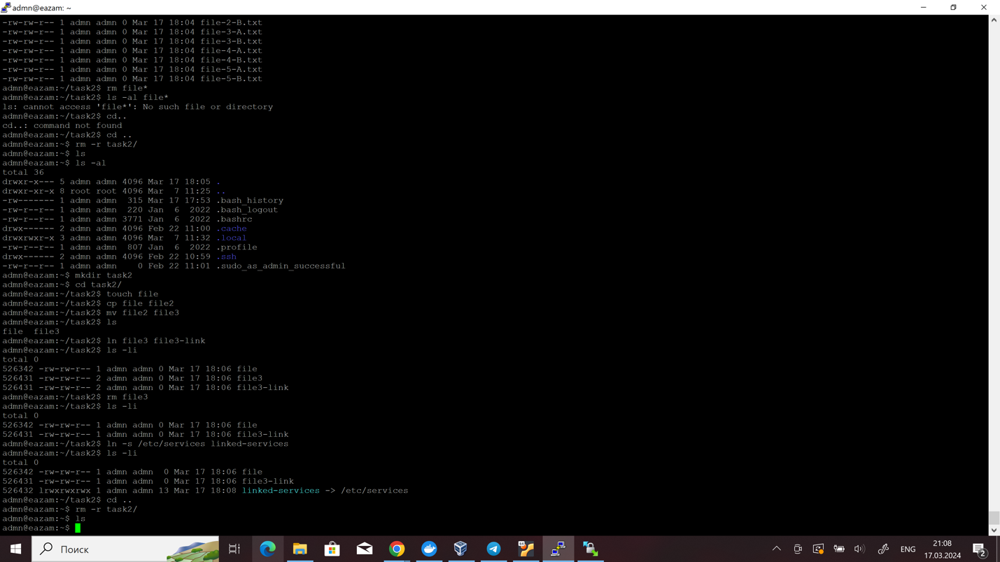 admn@eazam: ~
-rw-rw-r-- 1 admn admn 0 Mar 17 18:04 file-2-B.txt
-rw-rw-r-- 1 admn admn 0 Mar 17 18:04 file-3-A.txt
-rw-rw-r-- 1 admn admn 0 Mar 17 18:04 file-3-B.txt
-rw-rw-r-- 1 admn admn 0 Mar 17 18:04 file-4-A.txt
-rw-rw-r-- 1 admn admn 0 Mar 17 18:04 file-4-B.txt
-rw-rw-r-- 1 admn admn 0 Mar 17 18:04 file-5-A.txt
-rw-rw-r-- 1 admn admn 0 Mar 17 18:04 file-5-B.txt
admn@eazam:~/task2$ rm file*
admn@eazam:~/task2$ ls -al file*
ls: cannot access 'file*': No such file or directory
admn@eazam:~/task2$ cd..
cd..: command not found
admn@eazam:~/task2$ cd ..
admn@eazam:~$ rm -r task2/
admn@eazam:~$ ls
admn@eazam:~$ ls -al
total 36
drwxr-x--- 5 admn admn 4096 Mar 17 18:05 .
drwxr-xr-x 8 root root 4096 Mar  7 11:25 ..
-rw------- 1 admn admn  315 Mar 17 17:53 .bash_history
-rw-r--r-- 1 admn admn  220 Jan  6  2022 .bash_logout
-rw-r--r-- 1 admn admn 3771 Jan  6  2022 .bashrc
drwx------ 2 admn admn 4096 Feb 22 11:00 .cache
drwxrwxr-x 3 admn admn 4096 Mar  7 11:32 .local
-rw-r--r-- 1 admn admn  807 Jan  6  2022 .profile
drwx------ 2 admn admn 4096 Feb 22 10:59 .ssh
-rw-r--r-- 1 admn admn    0 Feb 22 11:01 .sudo_as_admin_successful
admn@eazam:~$ mkdir task2
admn@eazam:~$ cd task2/
admn@eazam:~/task2$ touch file
admn@eazam:~/task2$ cp file file2
admn@eazam:~/task2$ mv file2 file3
admn@eazam:~/task2$ ls
file  file3
admn@eazam:~/task2$ ln file3 file3-link
admn@eazam:~/task2$ ls -li
total 0
526342 -rw-rw-r-- 1 admn admn 0 Mar 17 18:06 file
526431 -rw-rw-r-- 2 admn admn 0 Mar 17 18:06 file3
526431 -rw-rw-r-- 2 admn admn 0 Mar 17 18:06 file3-link
admn@eazam:~/task2$ rm file3
admn@eazam:~/task2$ ls -li
total 0
526342 -rw-rw-r-- 1 admn admn 0 Mar 17 18:06 file
526431 -rw-rw-r-- 1 admn admn 0 Mar 17 18:06 file3-link
admn@eazam:~/task2$ ln -s /etc/services linked-services
admn@eazam:~/task2$ ls -li
total 0
526342 -rw-rw-r-- 1 admn admn  0 Mar 17 18:06 file
526431 -rw-rw-r-- 1 admn admn  0 Mar 17 18:06 file3-link
526432 lrwxrwxrwx 1 admn admn 13 Mar 17 18:08 linked-services -> /etc/services
admn@eazam:~/task2$ cd ..
admn@eazam:~$ rm -r task2/
admn@eazam:~$ ls
admn@eazam:~$
Поиск
64
ENG
21:08
17.03.2024
2